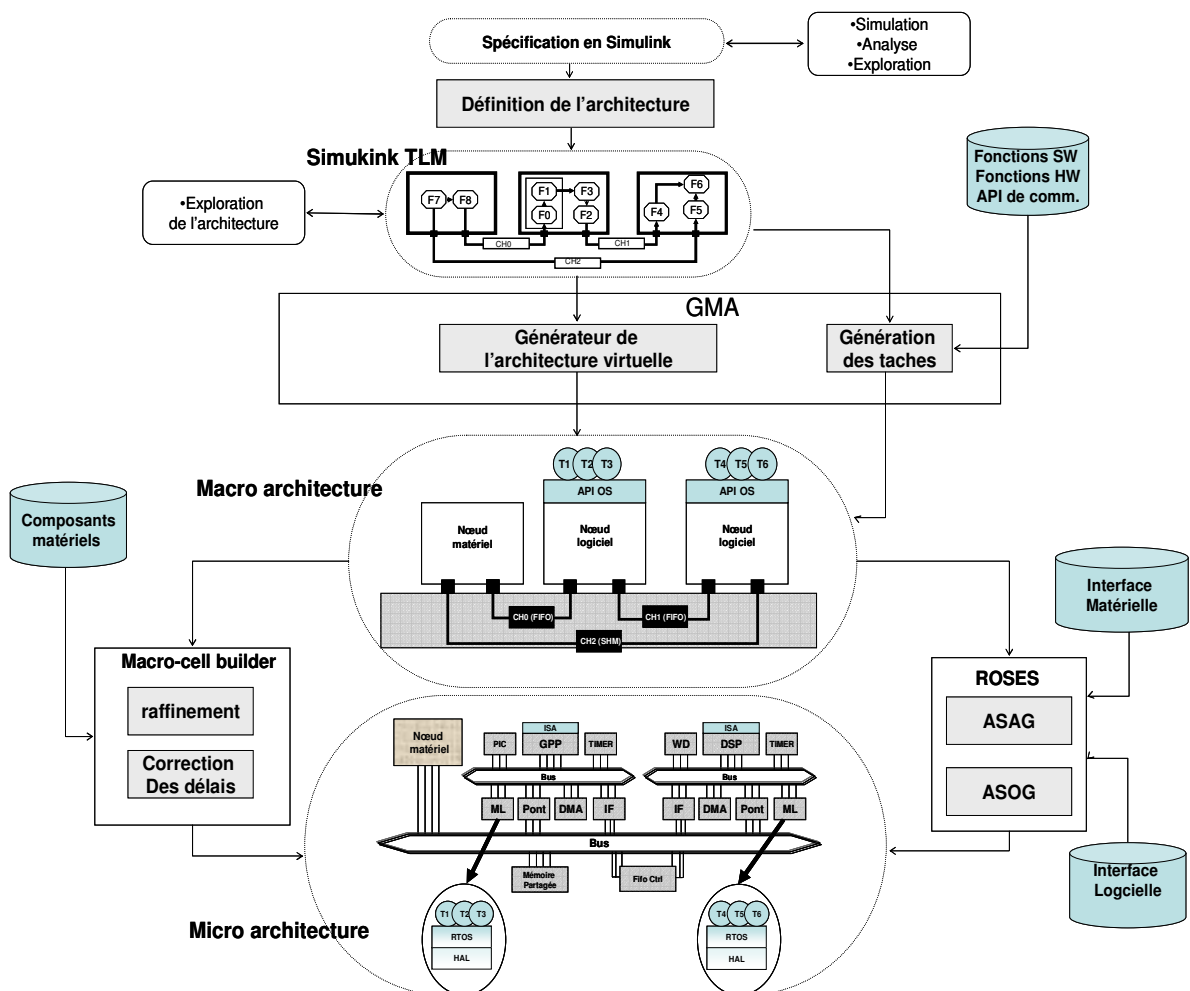 Spécification en Simulink
•Simulation
•Analyse
•Exploration
Définition de l'architecture
Simukink TLM
•Exploration
de l'architecture
F7
F8
F1
F3
F0
F2
F6
F4
F5
CH0
CH1
CH2
Fonctions SW
Fonctions HW
API de comm.
GMA
Générateur de
l'architecture virtuelle
Génération
des taches
Macro architecture
T1
T2
T3
API OS
Nœud
logiciel
T4
T5
T6
API OS
Nœud
logiciel
Nœud
matériel
CH0 (FIFO)
CH1 (FIFO)
CH2 (SHM)
Composants
matériels
Interface
Matérielle
Macro-cell builder
raffinement
Correction
Des délais
ROSES
ASAG
ASOG
Interface
Logcielle
Nœud
matériel
PIC
ISA
GPP
TIMER
WD
ISA
DSP
TIMER
Bus
Bus
ML
Pont
DMA
IF
IF
DMA
Pont
ML
Bus
Mémoire
Partagée
Fifo Ctrl
Micro architecture
T1
T2
T3
RTOS
HAL
T4
T5
T6
RTOS
HAL